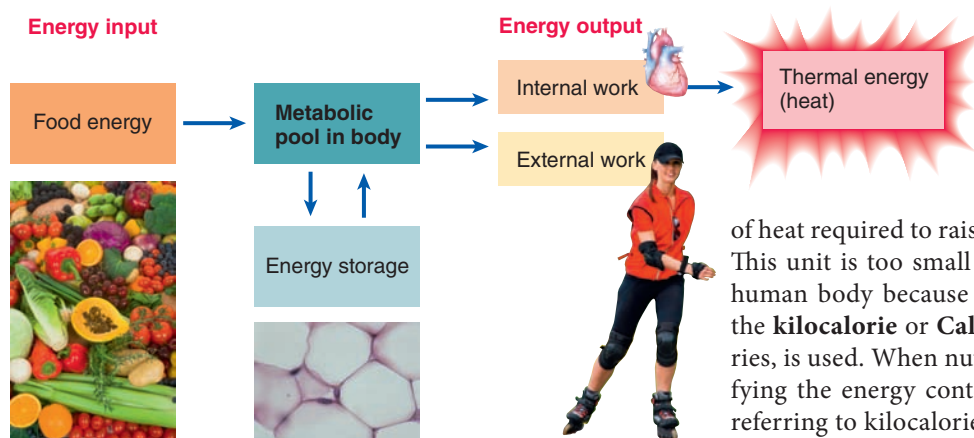 Energy input
Energy output
Food energy
Metabolic
pool in body
Internal work
External work
Thermal energy
(heat)
Energy storage
of heat required to rais
This unit is too small
human body because
the kilocalorie or Cal
ries, is used. When nu
fying the energy cont
referring to kilocalorie